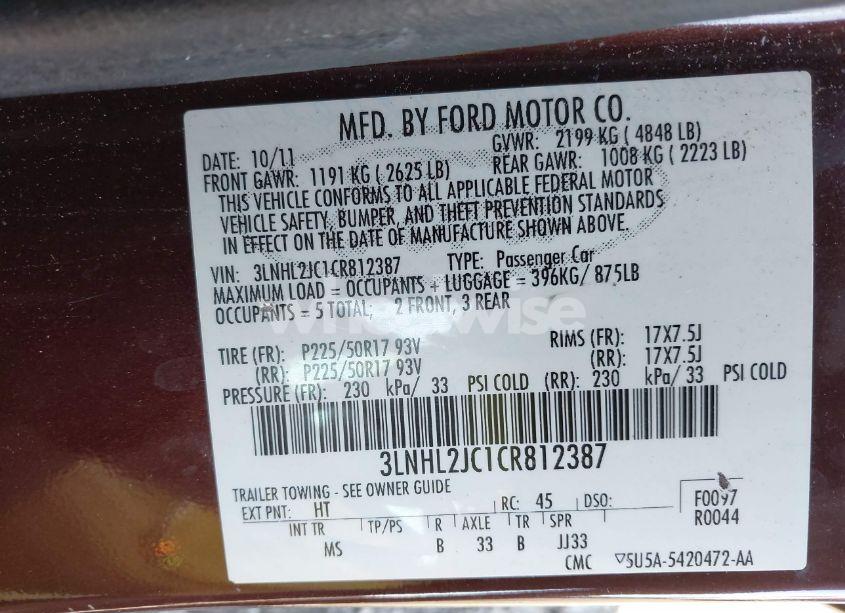 MFD. BY FORD MOTOR CO.
DATE: 10/11 GVWR: 2199 KG ( 4848 LB)
FRONT GAWR: 1191 KG ( 2625 LB) REAR GAWR: 1008 KG ( 2223 LB)
THIS VEHICLE CONFORMS TO ALL APPLICABLE FEDERAL MOTOR
VEHICLE SAFETY, BUMPER, AND THEFT PREVENTION STANDARDS
IN EFFECT ON THE DATE OF MANUFACTURE SHOWN ABOVE.
VIN: 3LNHL2JC1CR812387 TYPE: Passenger Car
MAXIMUM LOAD = OCCUPANTS + LUGGAGE = 396KG/ 875LB
OCCUPANTS = 5 TOTAL; 2 FRONT, 3 REAR
wise
TIRE (FR): P225/50R17 93V RIMS (FR): 17X7.5J
(RR): P225/50R17 93V (RR): 17X7.5J
PRESSURE (FR): 230 kPa/ 33 PSI COLD (RR): 230 kPa/ 33 PSI COLD
3LNHL2JC1CR812387
TRAILER TOWING - SEE OWNER GUIDE
EXT PNT: HT RC: 45 DSO: F0097
INT TR TP/PS R AXLE TR SPR R0044
MS B 33 B JJ33
CMC ▽5U5A-5420472-AA